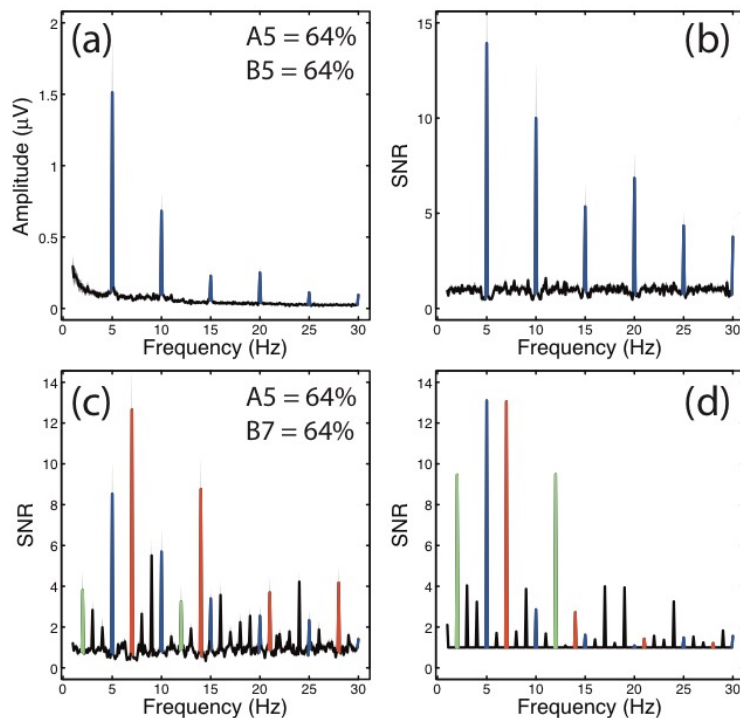 (a)
A5 = 64%
B5 = 64%
Amplitude (μV)
2
1.5
1
0.5
0
0 5 10 15 20 25 30
Frequency (Hz)
(b)
SNR
15
10
5
0
0 5 10 15 20 25 30
Frequency (Hz)
(c)
A5 = 64%
B7 = 64%
SNR
14
12
10
8
6
4
2
0
0 5 10 15 20 25 30
Frequency (Hz)
(d)
SNR
14
12
10
8
6
4
2
0
0 5 10 15 20 25 30
Frequency (Hz)